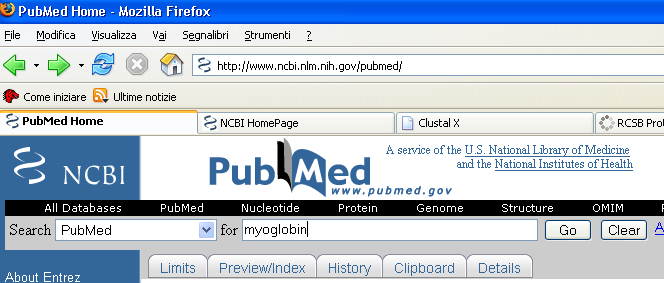 PubMed Home - Mozilla Firefox
File Modifica Visualizza Vai Segnalibri Strumenti ?
http://www.ncbi.nlm.nih.gov/pubmed/
Come iniziare Ultime notizie
PubMed Home NCBI HomePage Clustal X RCSB Prot
NCBI PubMed A service of the U.S. National Library of Medicine
and the National Institutes of Health
www.pubmed.gov
All Databases PubMed Nucleotide Protein Genome Structure OMIM
Search PubMed for myoglobin Go Clear
Limits Preview/Index History Clipboard Details
About Entrez